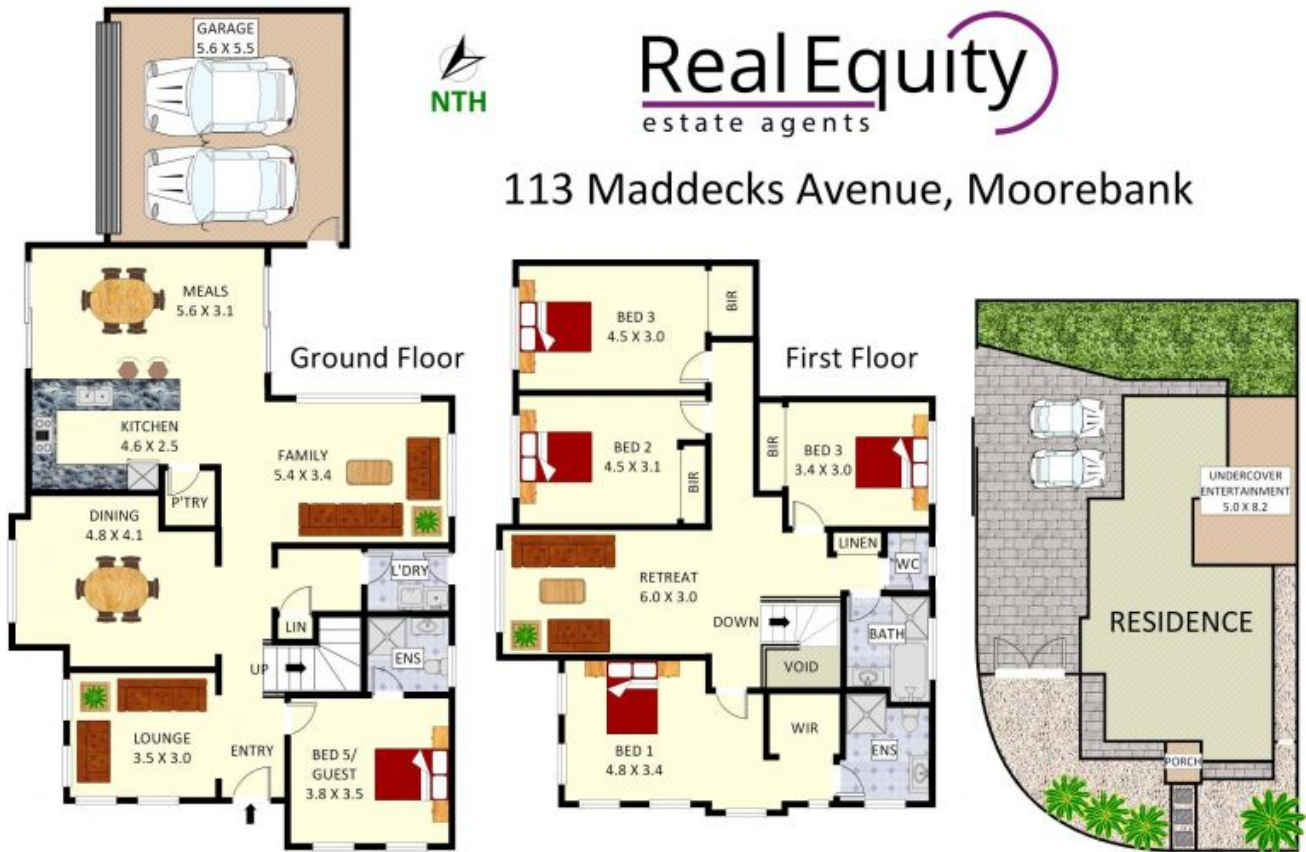 GARAGE
5.6 X 5.5
NTH
Real Equity
estate agents
113 Maddecks Avenue, Moorebank
Ground Floor
MEALS
5.6 X 3.1
KITCHEN
4.6 X 2.5
P'TRY
FAMILY
5.4 X 3.4
DINING
4.8 X 4.1
L'DRY
LIN
UP
ENS
LOUNGE
3.5 X 3.0
ENTRY
BED 5/
GUEST
3.8 X 3.5
First Floor
BED 3
4.5 X 3.0
BIR
BED 2
4.5 X 3.1
BIR
BIR
BED 3
3.4 X 3.0
LINEN
WC
RETREAT
6.0 X 3.0
DOWN
BATH
VOID
BED 1
4.8 X 3.4
WIR
ENS
UNDERCOVER
ENTERTAINMENT
5.0 X 8.2
RESIDENCE
PORCH